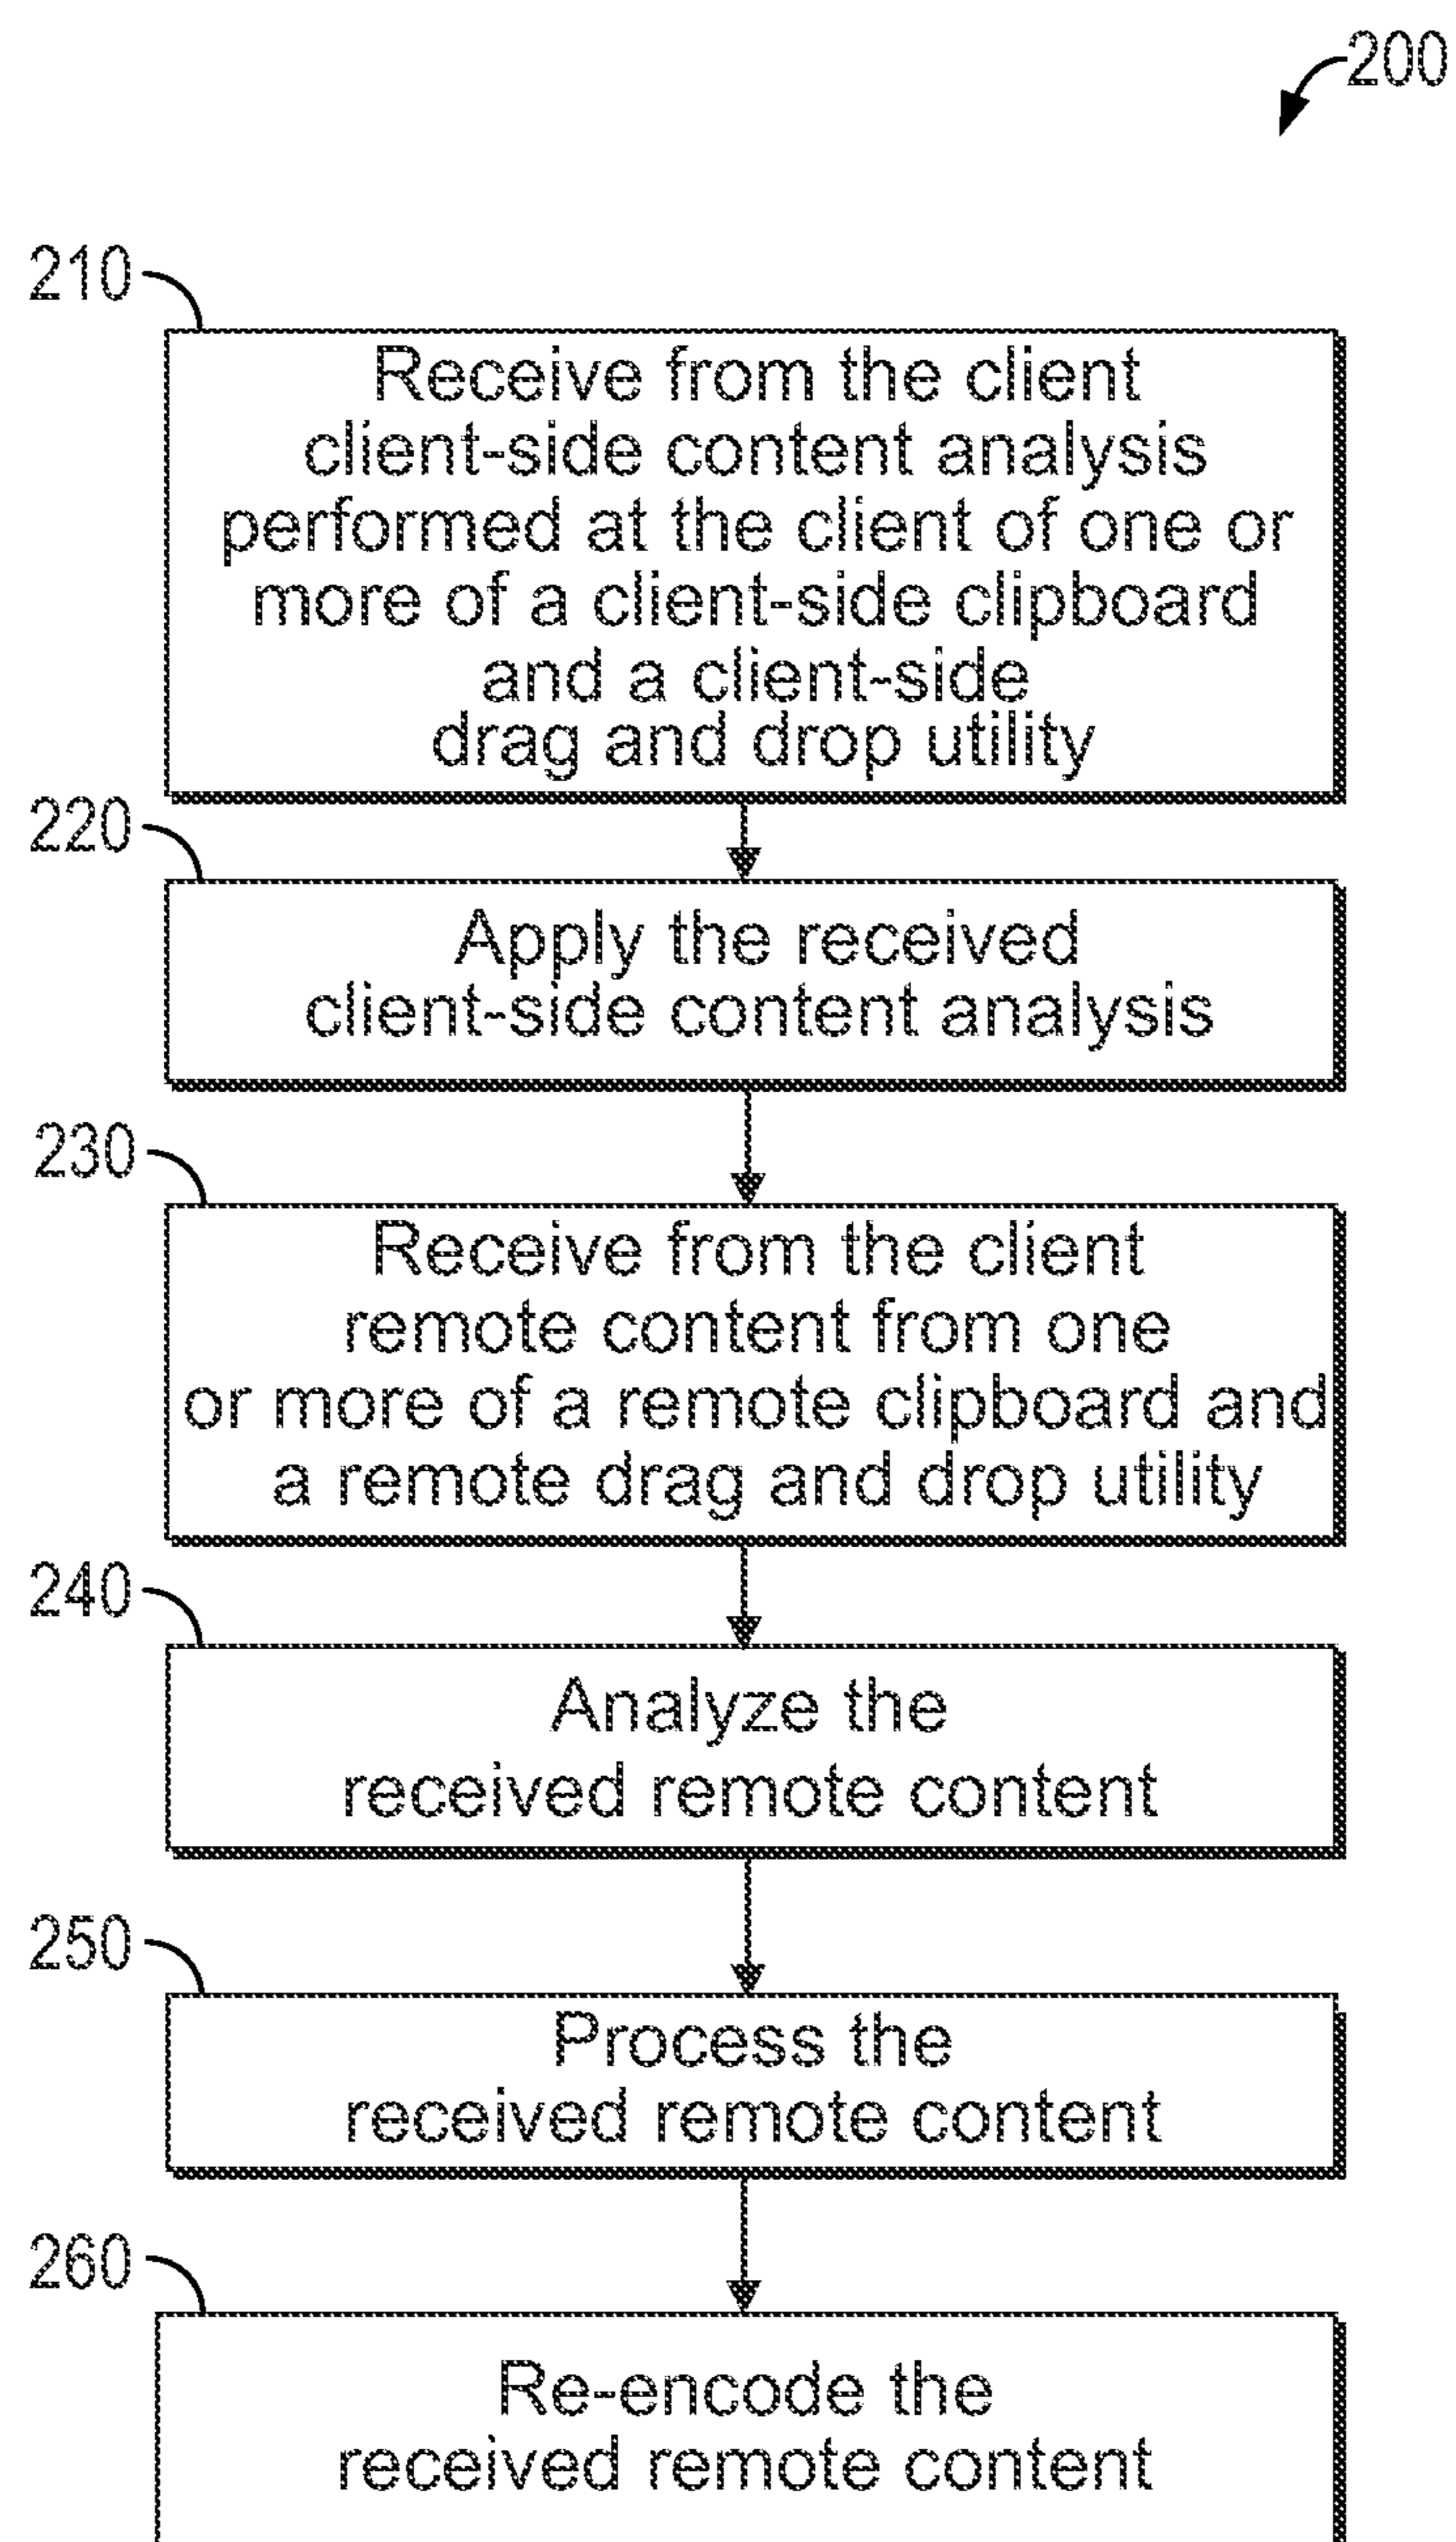 200
210
Receive from the client
client-side content analysis
performed at the client of one or
more of a client-side clipboard
and a client-side
drag and drop utility
220
Apply the received
client-side content analysis
230
Receive from the client
remote content from one
or more of a remote clipboard and
a remote drag and drop utility
240
Analyze the
received remote content
250
Process the
received remote content
260
Re-encode the
received remote content